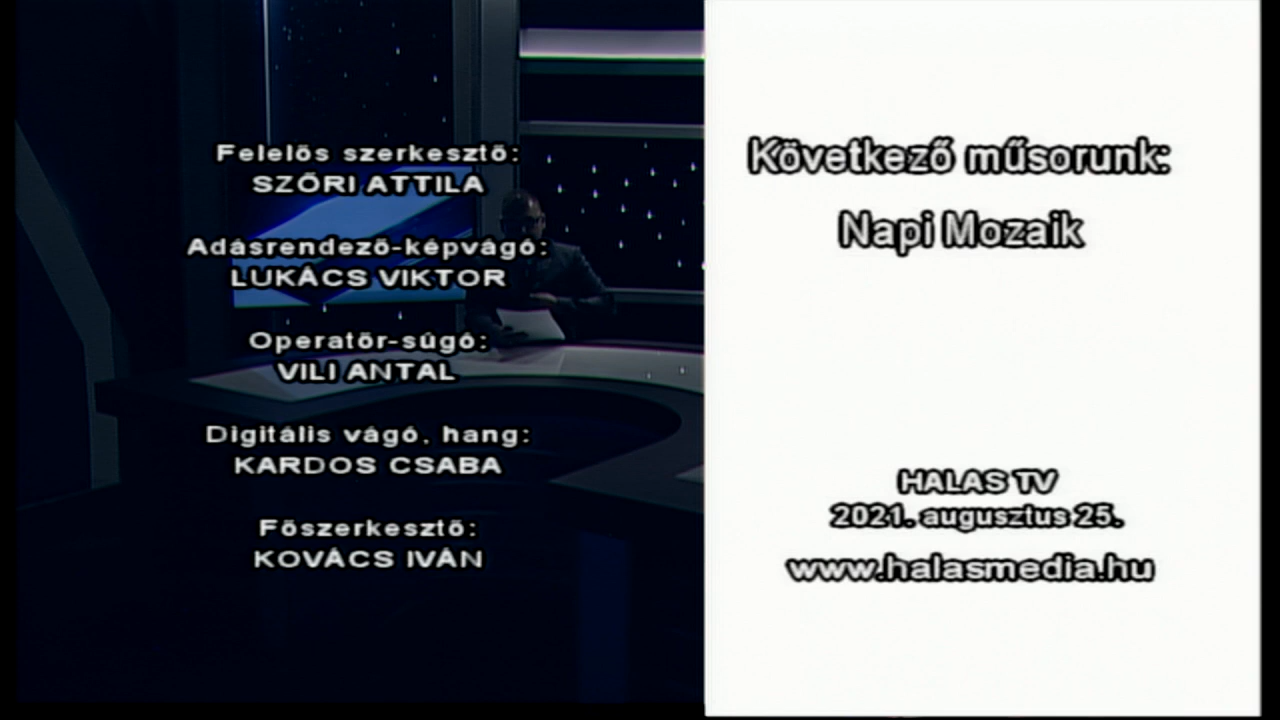 Felelős szerkesztő:
SZŐRI ATTILA
Adásrendező-képvágó:
LUKÁCS VIKTOR
Operatőr-súgó:
VILI ANTAL
Digitális vágó, hang:
KARDOS CSABA
Főszerkesztő:
KOVÁCS IVÁN
Következő műsorunk:
Napi Mozaik
HALAS TV
2021. augusztus 25.
www.halasmedia.hu